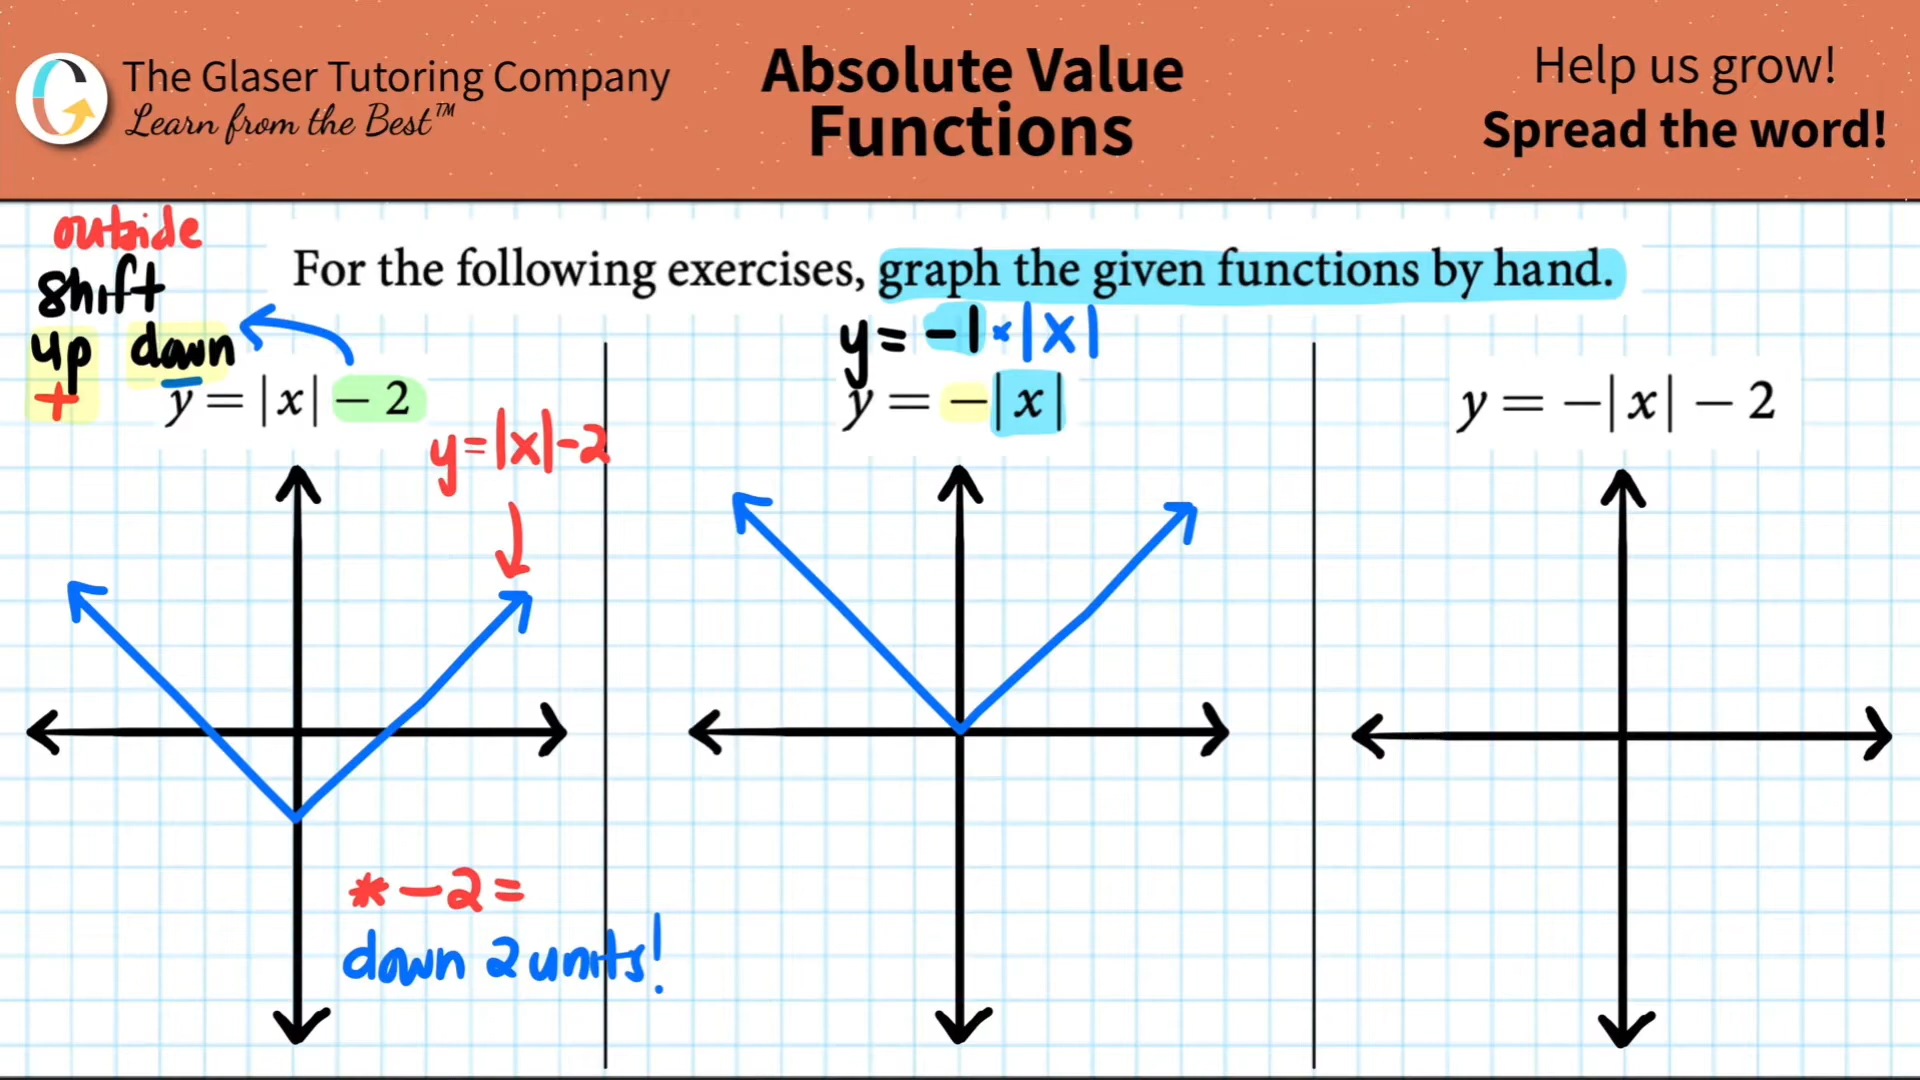 The Glaser Tutoring Company
Learn from the Best™
Absolute Value
Functions
Help us grow!
Spread the word!
outside
shift
up down
+
For the following exercises, graph the given functions by hand.
y = |x| − 2
y=|x|-2
* − 2 =
down 2 units!
y = -1 × |x|
y = −|x|
y = −|x| − 2